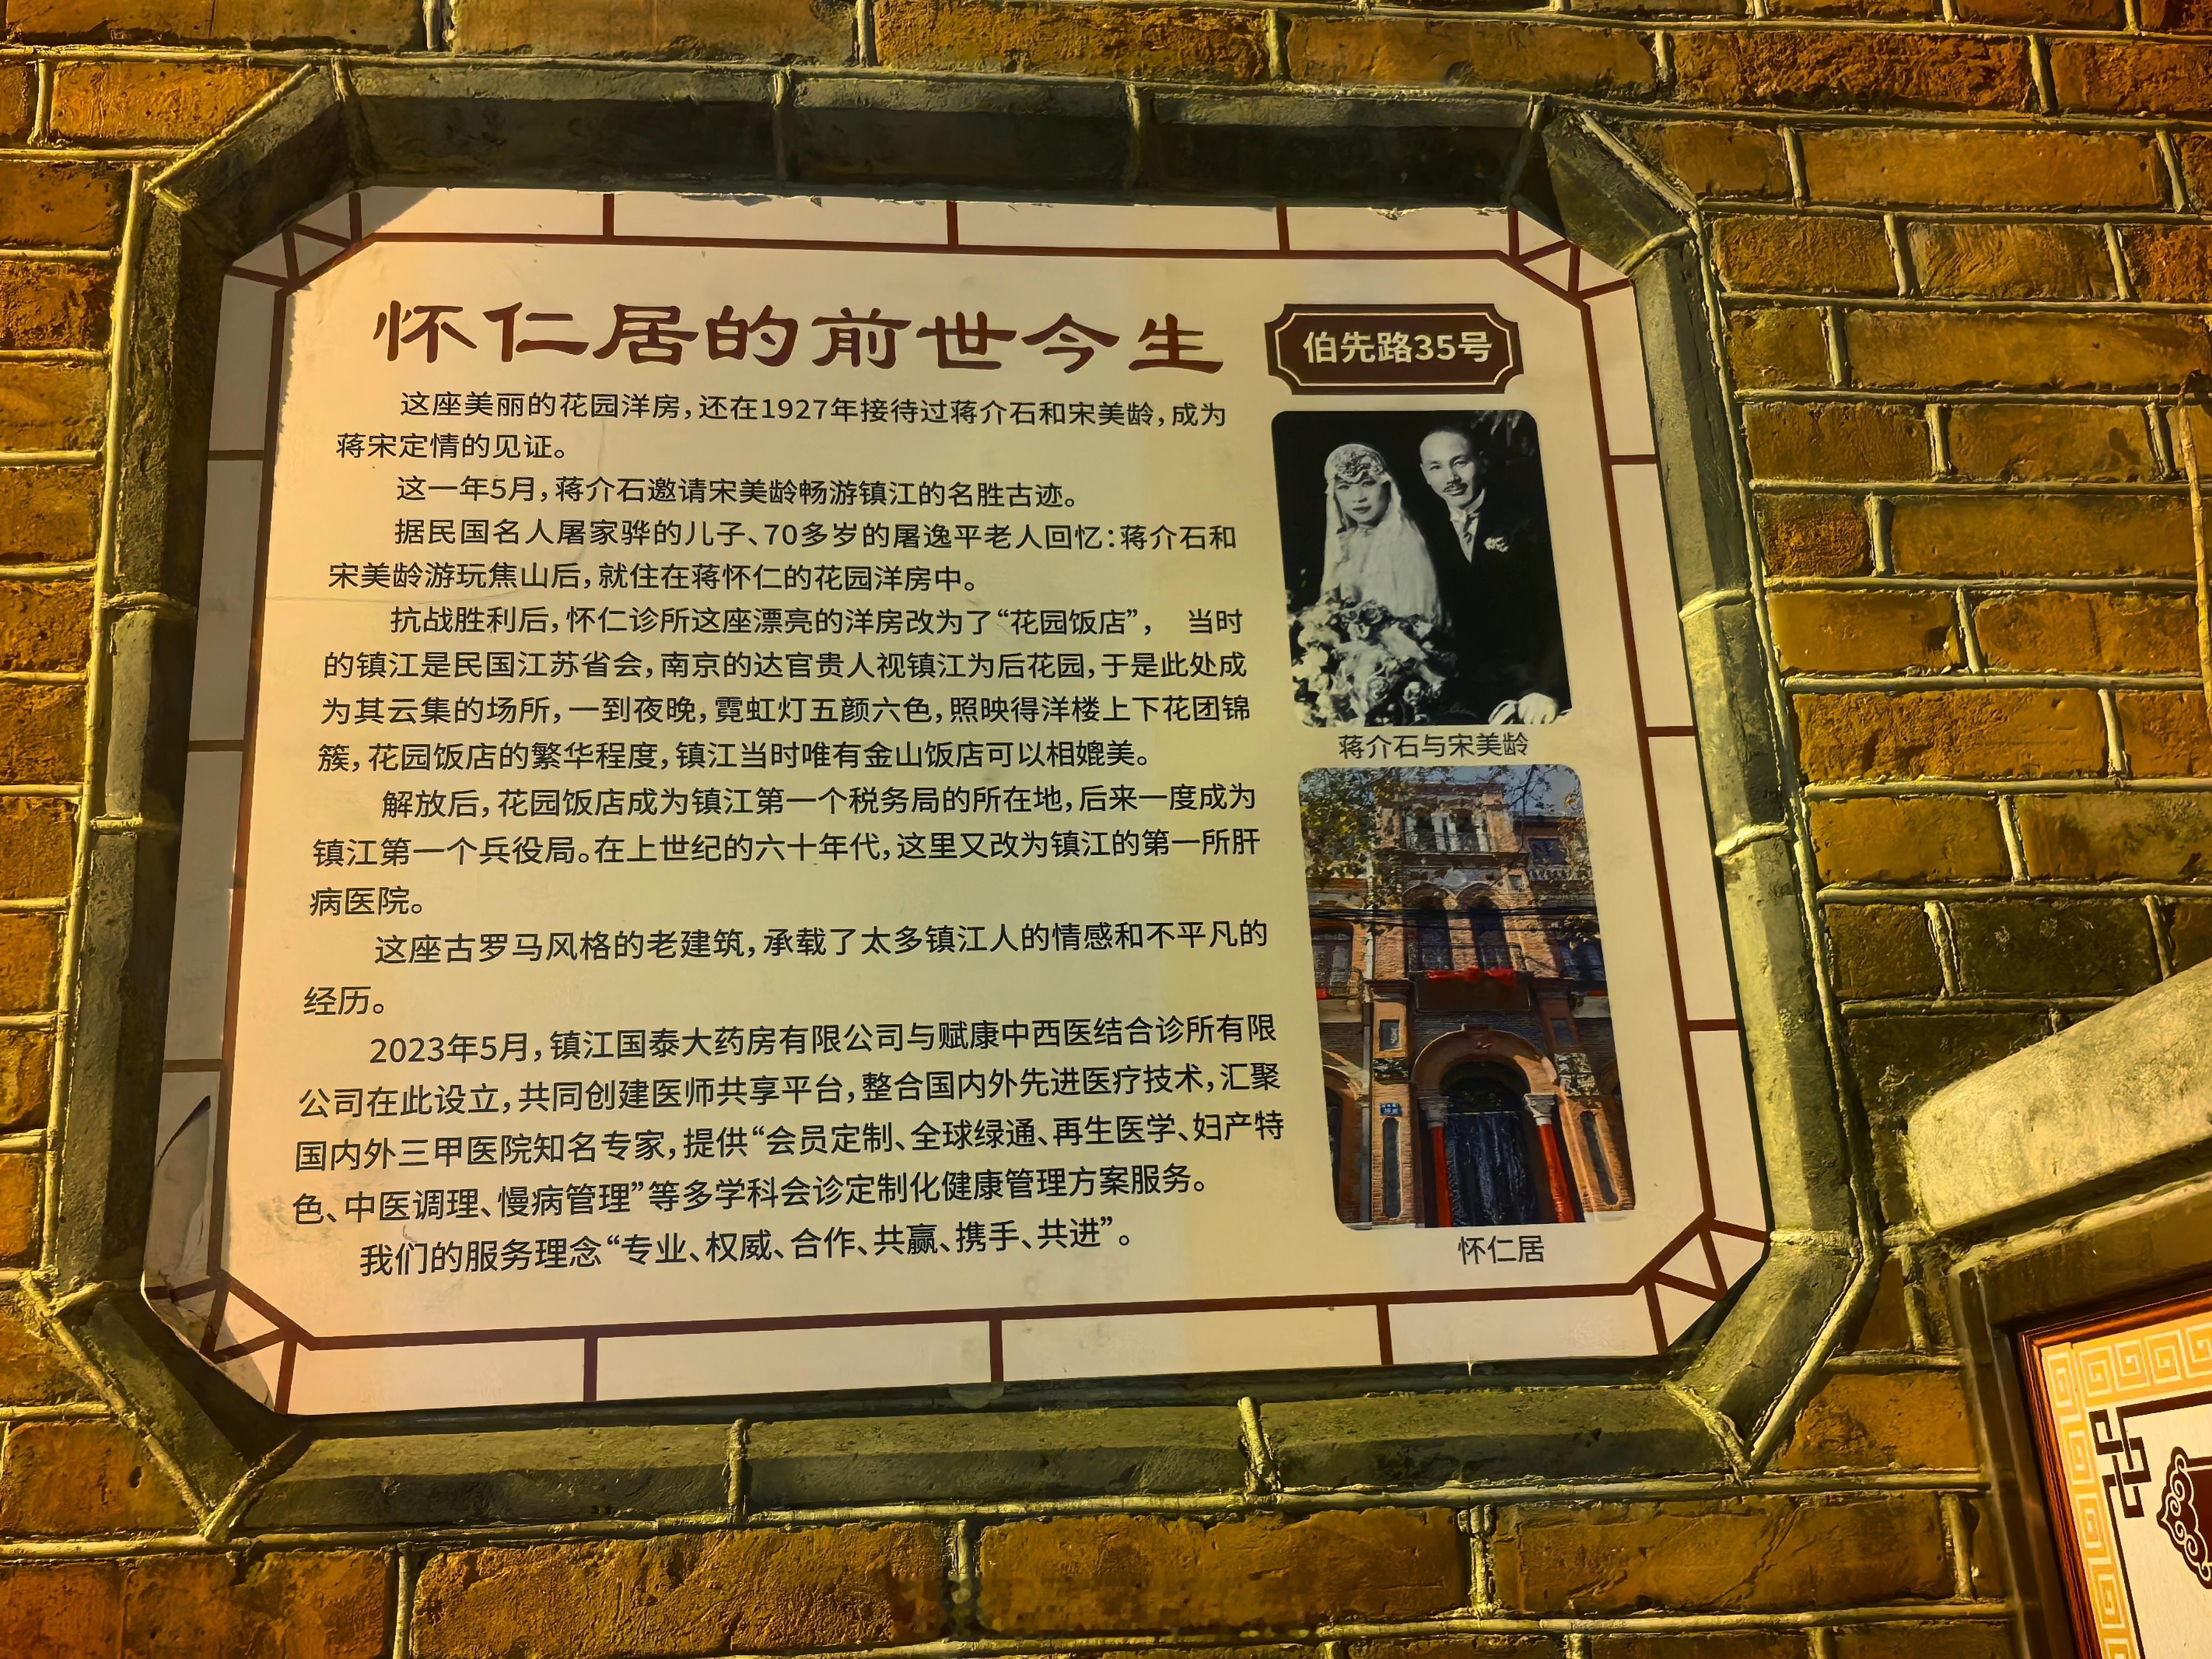 怀仁居的前世今生
伯先路35号
这座美丽的花园洋房，还在1927年接待过蒋介石和宋美龄，成为
蒋宋定情的见证。
这一年5月，蒋介石邀请宋美龄畅游镇江的名胜古迹。
据民国名人屠家骅的儿子、70多岁的屠逸平老人回忆：蒋介石和
宋美龄游玩焦山后，就住在蒋怀仁的花园洋房中。
抗战胜利后，怀仁诊所这座漂亮的洋房改为了“花园饭店”， 当时
的镇江是民国江苏省会，南京的达官贵人视镇江为后花园，于是此处成
为其云集的场所，一到夜晚，霓虹灯五颜六色，照映得洋楼上下花团锦
簇，花园饭店的繁华程度，镇江当时唯有金山饭店可以相媲美。
解放后，花园饭店成为镇江第一个税务局的所在地，后来一度成为
镇江第一个兵役局。在上世纪的六十年代，这里又改为镇江的第一所肝
病医院。
这座古罗马风格的老建筑，承载了太多镇江人的情感和不平凡的
经历。
2023年5月，镇江国泰大药房有限公司与赋康中西医结合诊所有限
公司在此设立，共同创建医师共享平台，整合国内外先进医疗技术，汇聚
国内外三甲医院知名专家，提供“会员定制、全球绿通、再生医学、妇产特
色、中医调理、慢病管理”等多学科会诊定制化健康管理方案服务。
我们的服务理念“专业、权威、合作、共赢、携手、共进”。
蒋介石与宋美龄
怀仁居